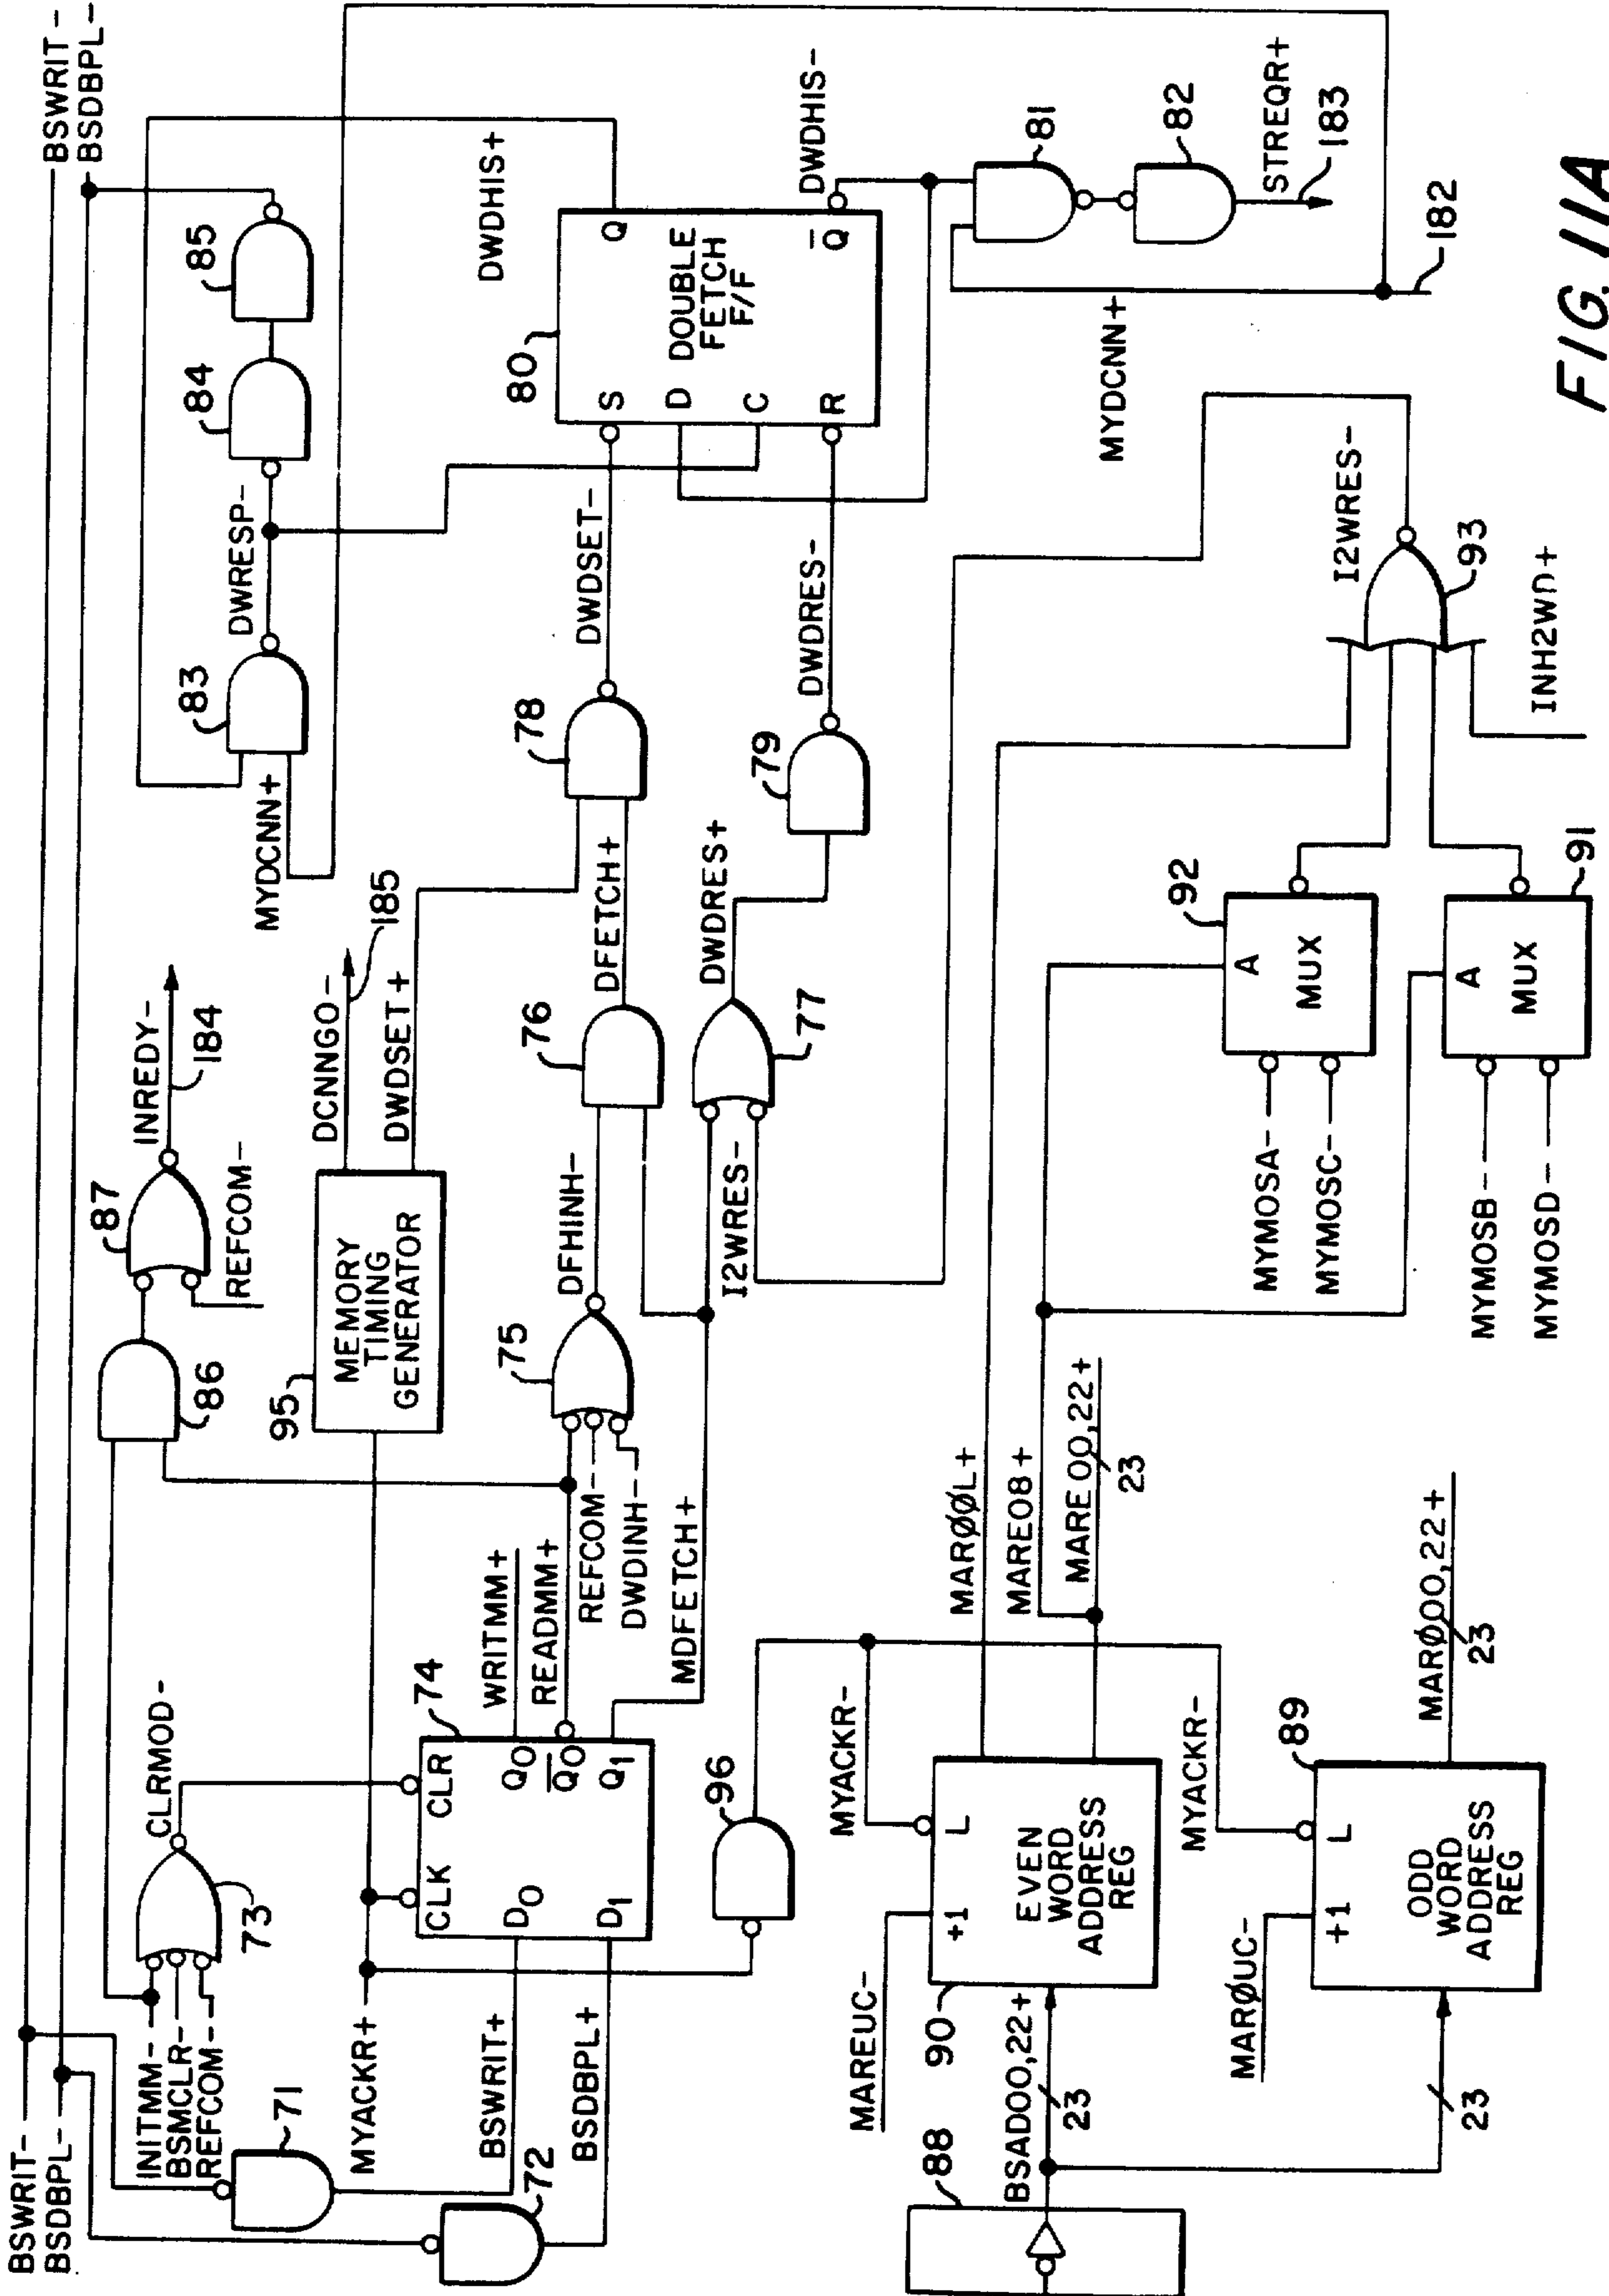 BSWRIT-
BSDBPL-
BSWRIT-
BSDBPL-
INITMM-
BSMCLR-
REFCOM-
CLRMOD-
73
86
87
INREDY-
184
REFCOM-
83
DWRESP-
84
85
MYDCNN+
71
72
MYACKR+
BSWRIT+
BSDBPL+
CLK
CLR
D0
D1
Q0
Q0
Q1
74
WRITMM+
READMM+
REFCOM-
DWDINH-
MDFETCH+
95
MEMORY
TIMING
GENERATOR
DCNNGO-
185
DWDSET+
75
DFHINH-
76
DFETCH+
78
DWDSET-
I2WRES-
77
DWDRES+
79
DWDRES-
80
S
D
C
R
Q
Q
DOUBLE
FETCH
F/F
DWDHIS+
DWDHIS-
96
88
BSAD00,22+
23
23
MAREUC-
90
+1
L
EVEN
WORD
ADDRESS
REG
MYACKR-
MARØUC-
MYACKR-
89
+1
L
ODD
WORD
ADDRESS
REG
MARØØL+
MARE08+
MARE00,22+
23
MARØ00,22+
23
MYMOSA-
MYMOSC-
92
A
MUX
MYMOSB-
MYMOSD-
A
MUX
91
I2WRES-
93
INH2WD+
MYDCNN+
81
82
STREQR+
183
182
FIG. 11A